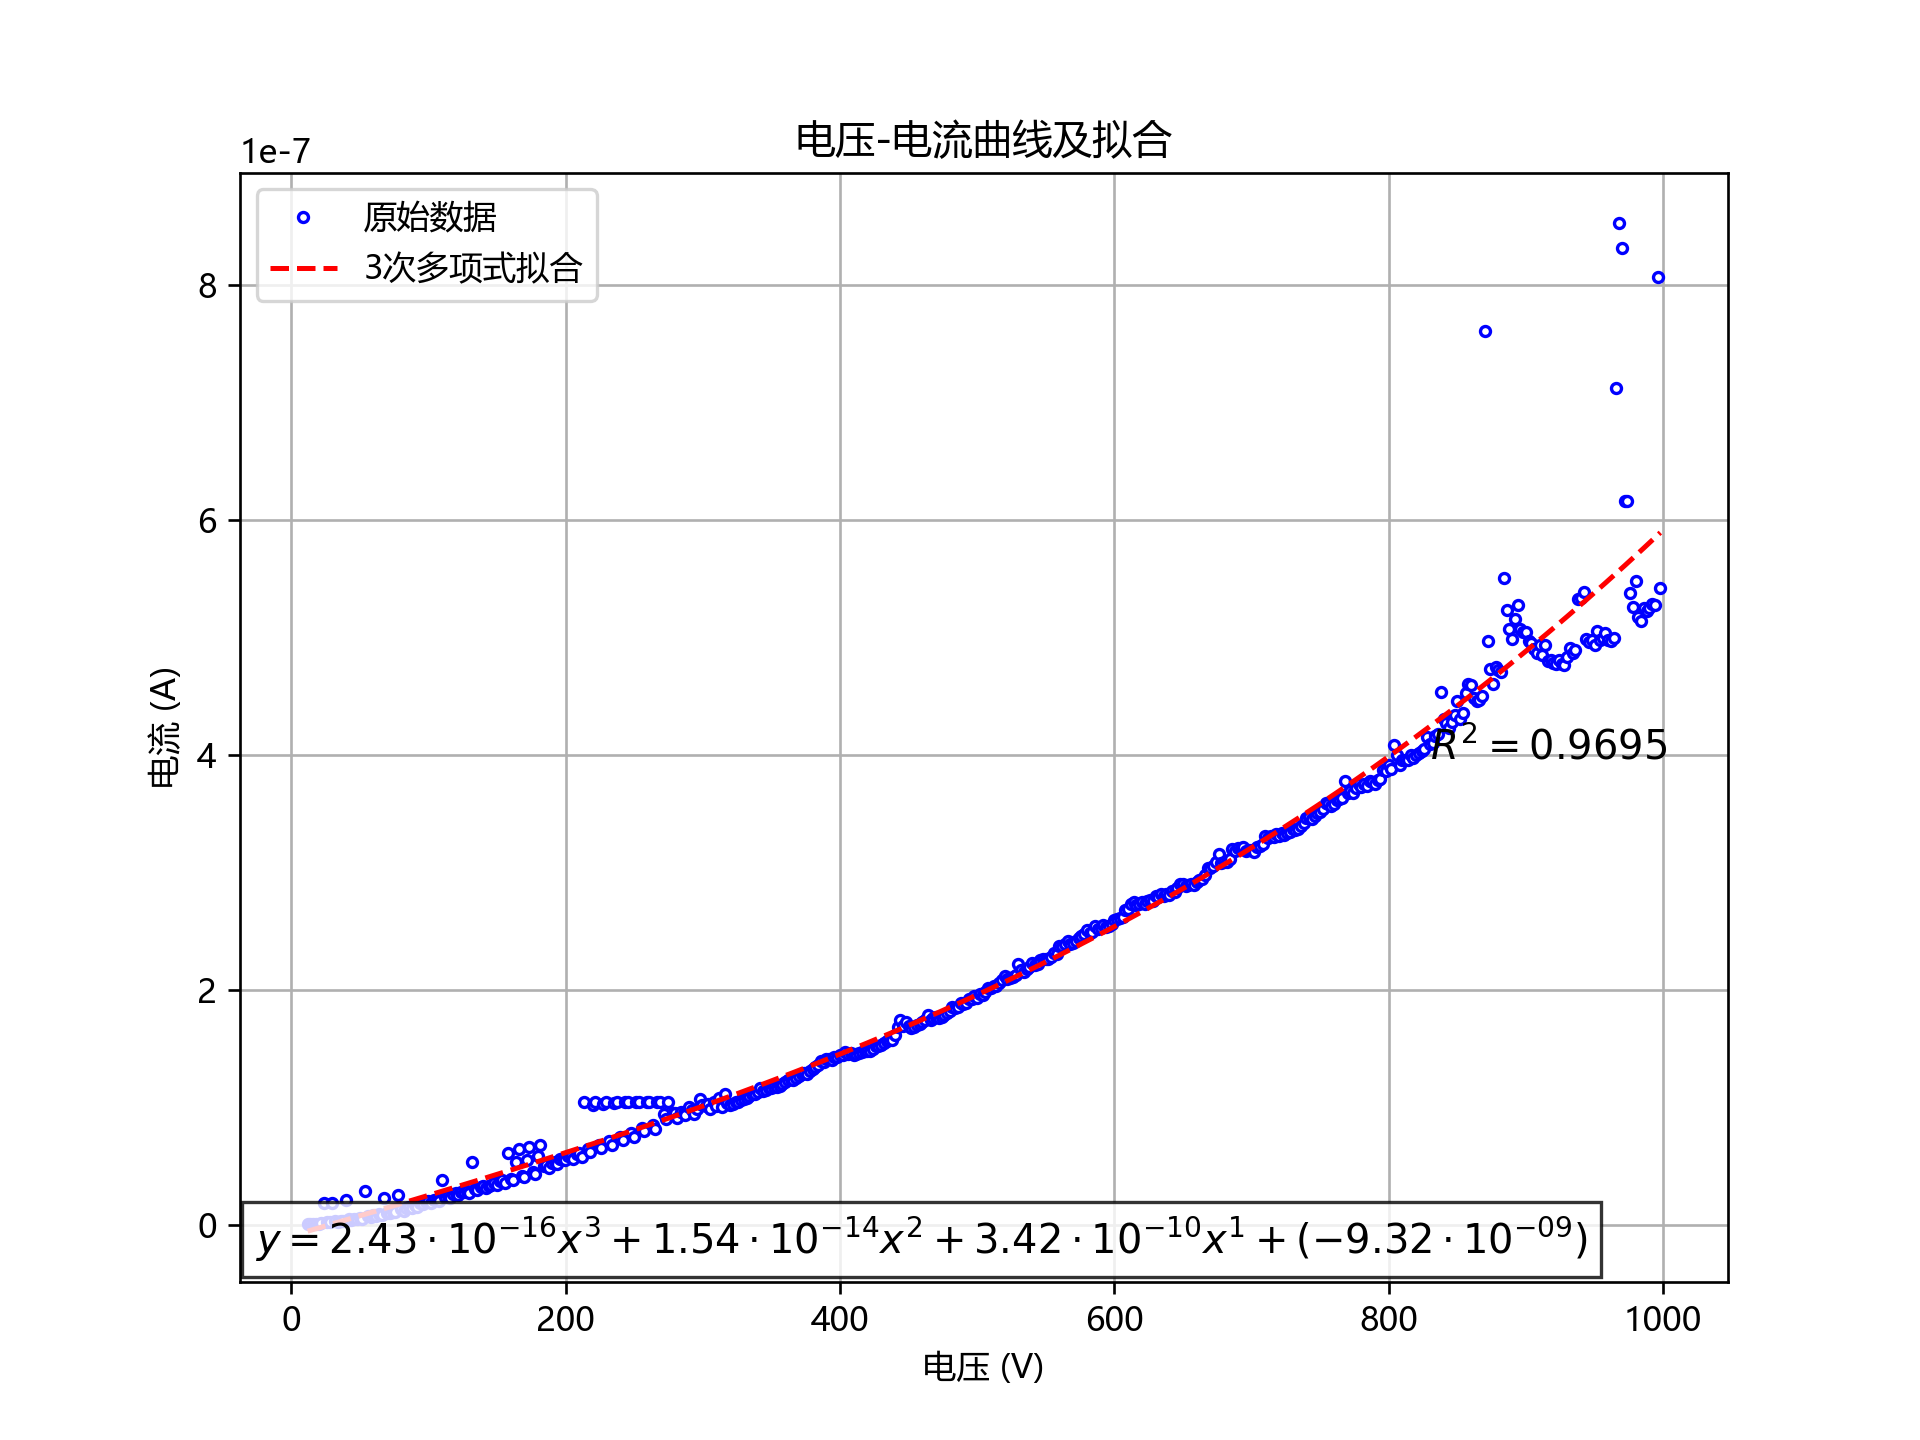 电压-电流曲线及拟合
1e-7
原始数据
3次多项式拟合
8
6
4
2
0
电流 (A)
R² = 0.9695
y = 2.43 · 10⁻¹⁶x³ + 1.54 · 10⁻¹⁴x² + 3.42 · 10⁻¹⁰x¹ + (−9.32 · 10⁻⁰⁹)
0 200 400 600 800 1000
电压 (V)